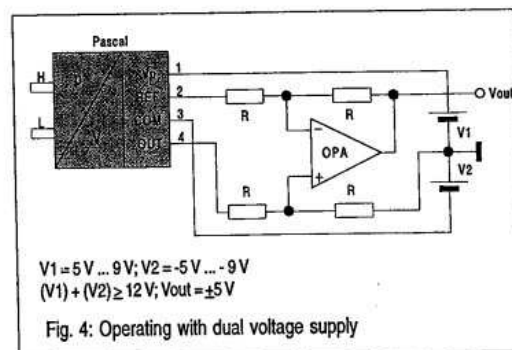 Pascal
H
L
1
2
3
4
REF
COM
OUT
R
R
R
R
−
+
OPA
Vout
V1
V2
V1 = 5 V ... 9 V; V2 = -5 V ... - 9 V
(V1) + (V2) ≥ 12 V; Vout = ±5 V
Fig. 4: Operating with dual voltage supply